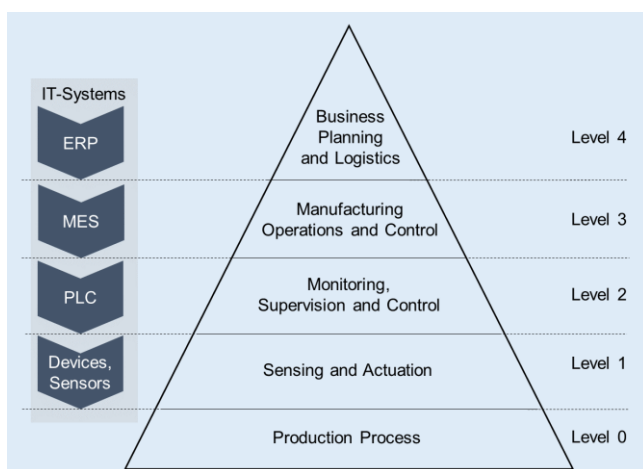 IT-Systems
ERP
Business
Planning
and Logistics
Level 4
MES
Manufacturing
Operations and Control
Level 3
PLC
Monitoring,
Supervision and Control
Level 2
Devices,
Sensors
Sensing and Actuation
Level 1
Production Process
Level 0